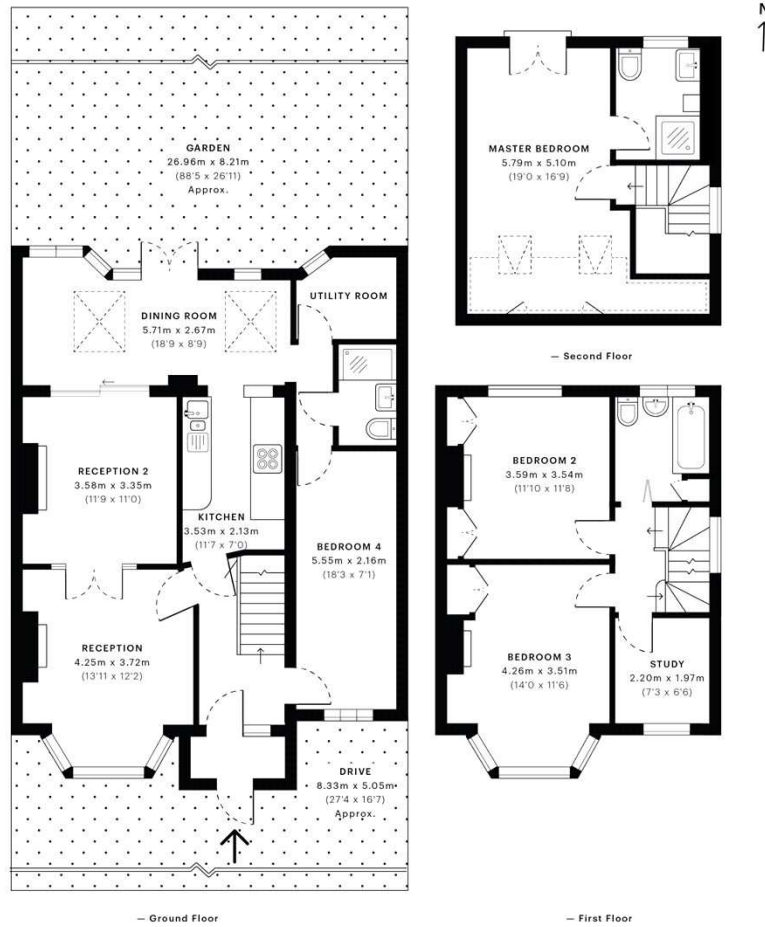 N
GARDEN
26.96m x 8.21m
(88'5 x 26'11)
Approx.
UTILITY ROOM
DINING ROOM
5.71m x 2.67m
(18'9 x 8'9)
RECEPTION 2
3.58m x 3.35m
(11'9 x 11'0)
KITCHEN
3.53m x 2.13m
(11'7 x 7'0)
BEDROOM 4
5.55m x 2.16m
(18'3 x 7'1)
RECEPTION
4.25m x 3.72m
(13'11 x 12'2)
DRIVE
8.33m x 5.05m
(27'4 x 16'7)
Approx.
— Ground Floor
MASTER BEDROOM
5.79m x 5.10m
(19'0 x 16'9)
— Second Floor
BEDROOM 2
3.59m x 3.54m
(11'10 x 11'8)
BEDROOM 3
4.26m x 3.51m
(14'0 x 11'6)
STUDY
2.20m x 1.97m
(7'3 x 6'6)
— First Floor